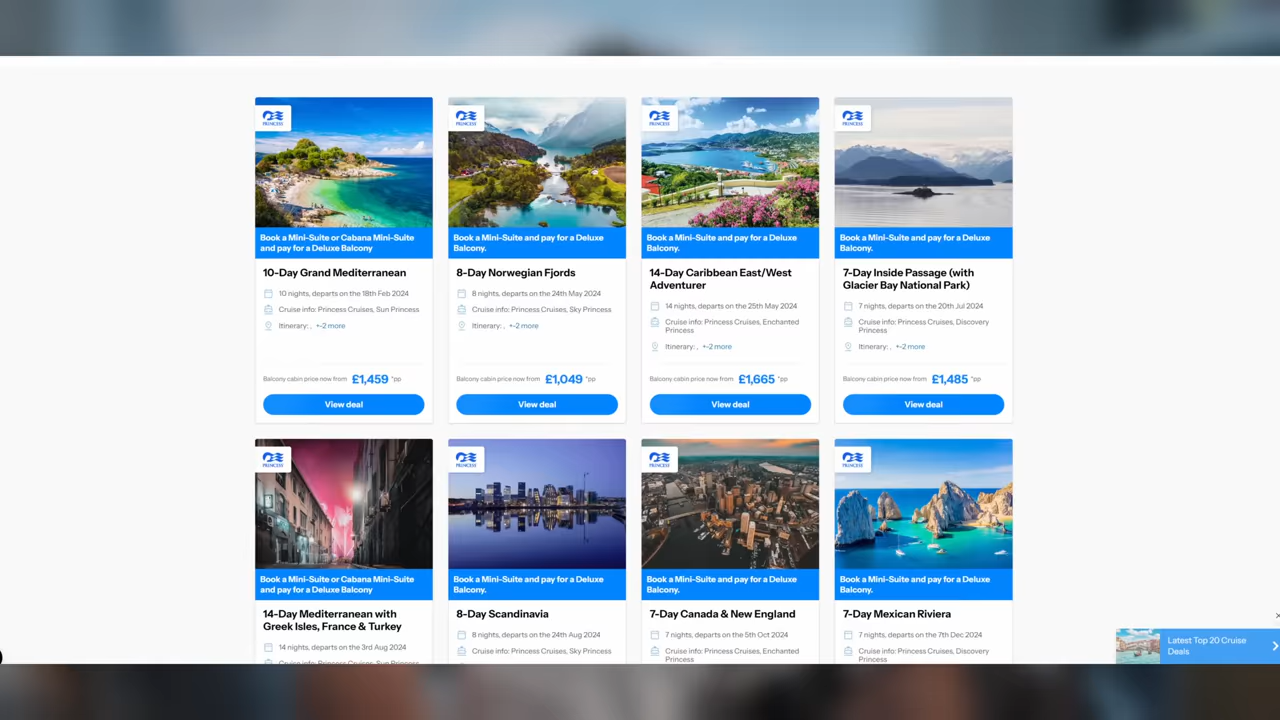 PRINCESS
PRINCESS
PRINCESS
PRINCESS
Book a Mini-Suite or Cabana Mini-Suite
and pay for a Deluxe Balcony
Book a Mini-Suite and pay for a Deluxe
Balcony.
Book a Mini-Suite and pay for a Deluxe
Balcony.
Book a Mini-Suite and pay for a Deluxe
Balcony.
10-Day Grand Mediterranean
10 nights, departs on the 18th Feb 2024
Cruise info: Princess Cruises, Sun Princess
Itinerary: , +-2 more
Balcony cabin price now from £1,459 *pp
View deal
8-Day Norwegian Fjords
8 nights, departs on the 24th May 2024
Cruise info: Princess Cruises, Sky Princess
Itinerary: , +-2 more
Balcony cabin price now from £1,049 *pp
View deal
14-Day Caribbean East/West
Adventurer
14 nights, departs on the 25th May 2024
Cruise info: Princess Cruises, Enchanted
Princess
Itinerary: , +-2 more
Balcony cabin price now from £1,665 *pp
View deal
7-Day Inside Passage (with
Glacier Bay National Park)
7 nights, departs on the 20th Jul 2024
Cruise info: Princess Cruises, Discovery
Princess
Itinerary: , +-2 more
Balcony cabin price now from £1,485 *pp
View deal
PRINCESS
PRINCESS
PRINCESS
PRINCESS
Book a Mini-Suite or Cabana Mini-Suite
and pay for a Deluxe Balcony
Book a Mini-Suite and pay for a Deluxe
Balcony.
Book a Mini-Suite and pay for a Deluxe
Balcony.
Book a Mini-Suite and pay for a Deluxe
Balcony.
14-Day Mediterranean with
Greek Isles, France & Turkey
14 nights, departs on the 3rd Aug 2024
Cruise info: Princess Cruises, Sun Princess
8-Day Scandinavia
8 nights, departs on the 24th Aug 2024
Cruise info: Princess Cruises, Sky Princess
7-Day Canada & New England
7 nights, departs on the 5th Oct 2024
Cruise info: Princess Cruises, Enchanted
Princess
7-Day Mexican Riviera
7 nights, departs on the 7th Dec 2024
Cruise info: Princess Cruises, Discovery
Princess
Latest Top 20 Cruise
Deals